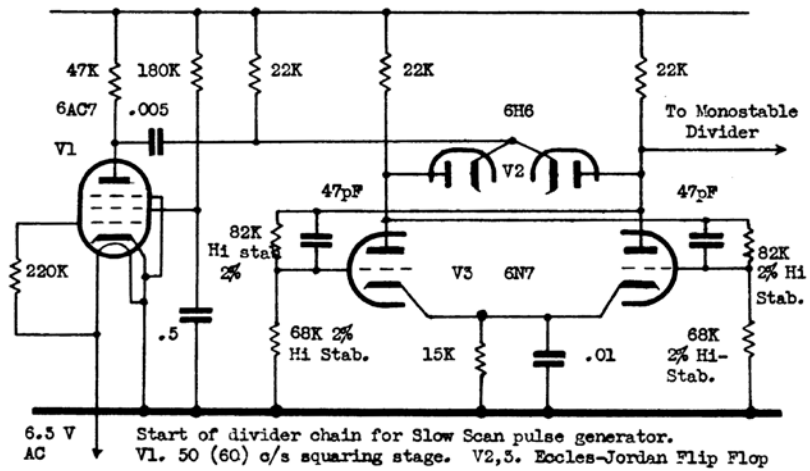 47K
180K
22K
22K
22K
6AC7
.005
6H6
To Monostable
Divider
V1
V2
47pF
47pF
82K
Hi stab
2%
82K
2% Hi
Stab.
220K
V3
6N7
.5
68K 2%
Hi Stab.
15K
.01
68K
2% Hi-
Stab.
6.3 V
AC
Start of divider chain for Slow Scan pulse generator.
V1. 50 (60) c/s squaring stage. V2,3. Eccles-Jordan Flip Flop